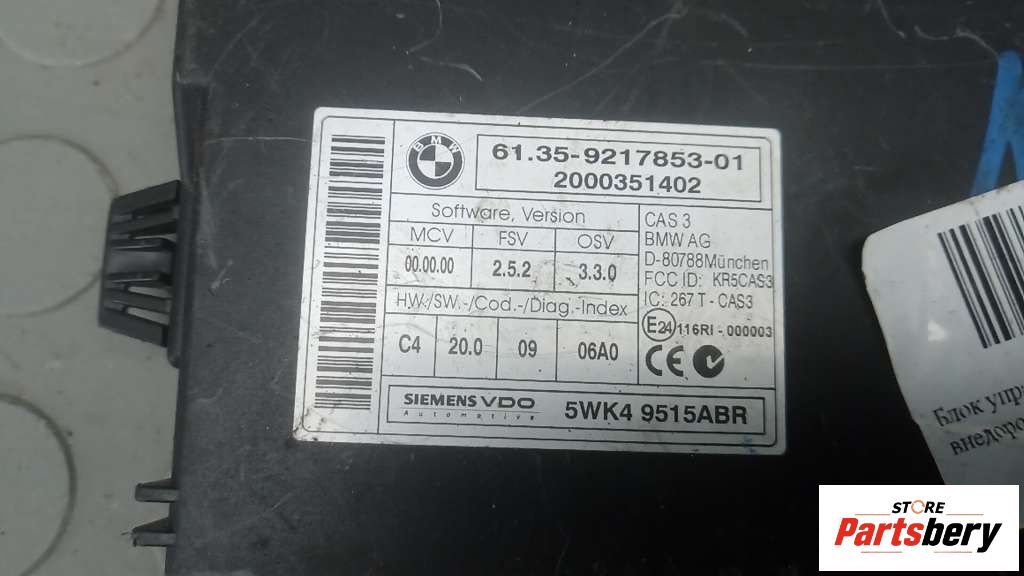 BMW
61.35-9217853-01
2000351402
Software, Version
MCV FSV OSV
00.00.00 2.5.2 3.3.0
HW-/SW-/Cod.-/Diag.-Index
C4 20.0 09 06A0
CAS 3
BMW AG
D-80788München
FCC ID: KR5CAS3
IC: 267 T - CAS3
E24 116RI - 000003
CE
SIEMENS VDO
Automotive
5WK4 9515ABR
Блок
STORE
Partsbery